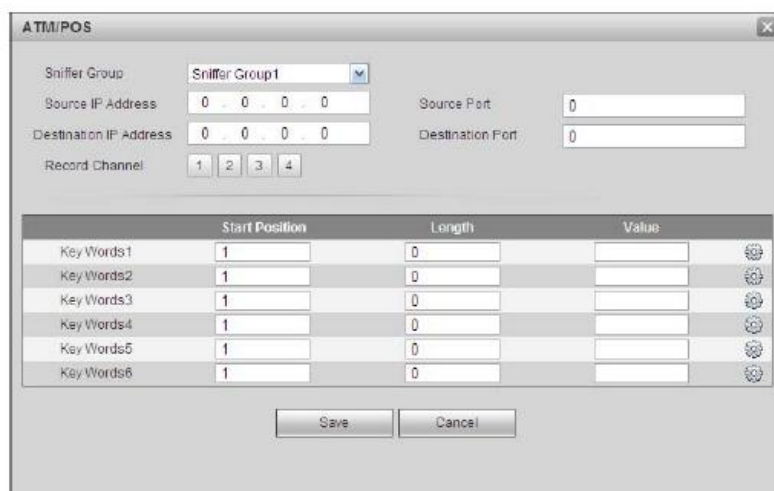 ATM/POS
Sniffer Group Sniffer Group1
Source IP Address 0 . 0 . 0 . 0 Source Port 0
Destination IP Address 0 . 0 . 0 . 0 Destination Port 0
Record Channel 1 2 3 4
Start Position Length Value
Key Words1 1 0
Key Words2 1 0
Key Words3 1 0
Key Words4 1 0
Key Words5 1 0
Key Words6 1 0
Save Cancel